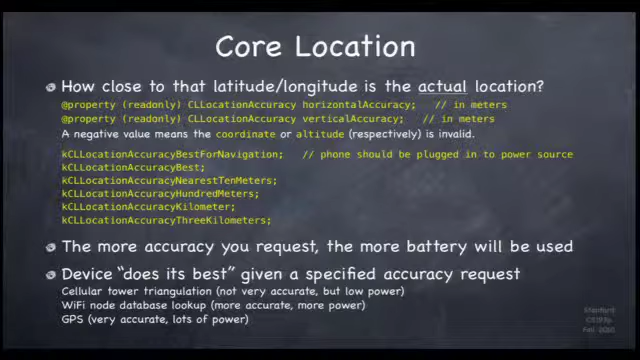 Core Location
How close to that latitude/longitude is the actual location?
@property (readonly) CLLocationAccuracy horizontalAccuracy; // in meters
@property (readonly) CLLocationAccuracy verticalAccuracy; // in meters
A negative value means the coordinate or altitude (respectively) is invalid.
kCLLocationAccuracyBestForNavigation; // phone should be plugged in to power source
kCLLocationAccuracyBest;
kCLLocationAccuracyNearestTenMeters;
kCLLocationAccuracyHundredMeters;
kCLLocationAccuracyKilometer;
kCLLocationAccuracyThreeKilometers;
The more accuracy you request, the more battery will be used
Device “does its best” given a specified accuracy request
Cellular tower triangulation (not very accurate, but low power)
WiFi node database lookup (more accurate, more power)
GPS (very accurate, lots of power)
Stanford
CS193p
Fall